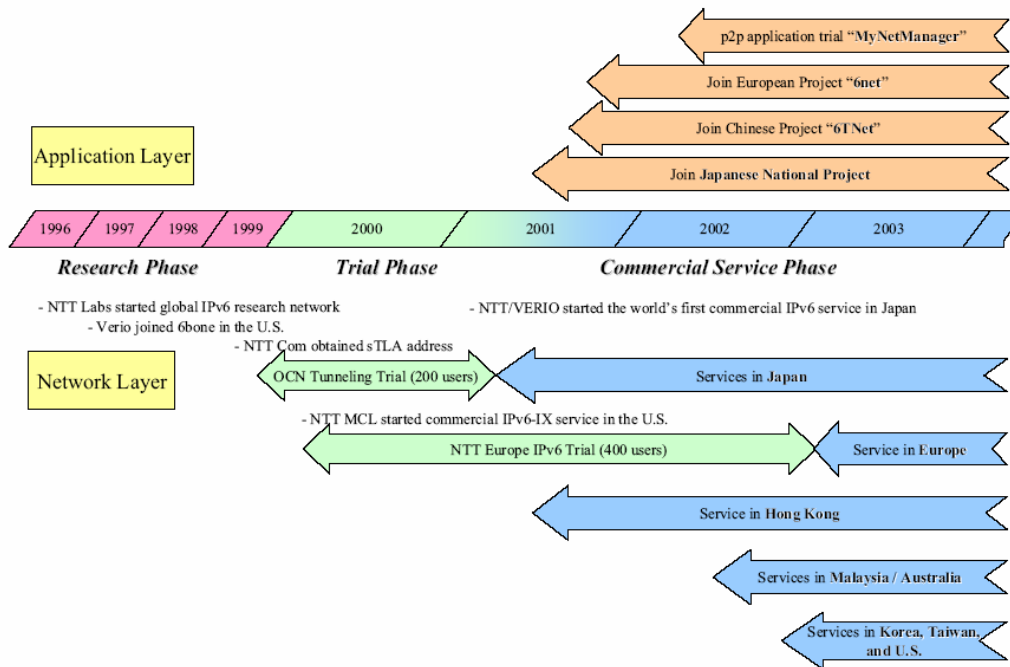 p2p application trial “MyNetManager”
Join European Project “6net”
Join Chinese Project “6TNet”
Application Layer
Join Japanese National Project
1996 1997 1998 1999 2000 2001 2002 2003
Research Phase Trial Phase Commercial Service Phase
- NTT Labs started global IPv6 research network
- NTT/VERIO started the world’s first commercial IPv6 service in Japan
- Verio joined 6bone in the U.S.
- NTT Com obtained sTLA address
Network Layer
OCN Tunneling Trial (200 users)
Services in Japan
- NTT MCL started commercial IPv6-IX service in the U.S.
NTT Europe IPv6 Trial (400 users)
Service in Europe
Service in Hong Kong
Services in Malaysia / Australia
Services in Korea, Taiwan,
and U.S.